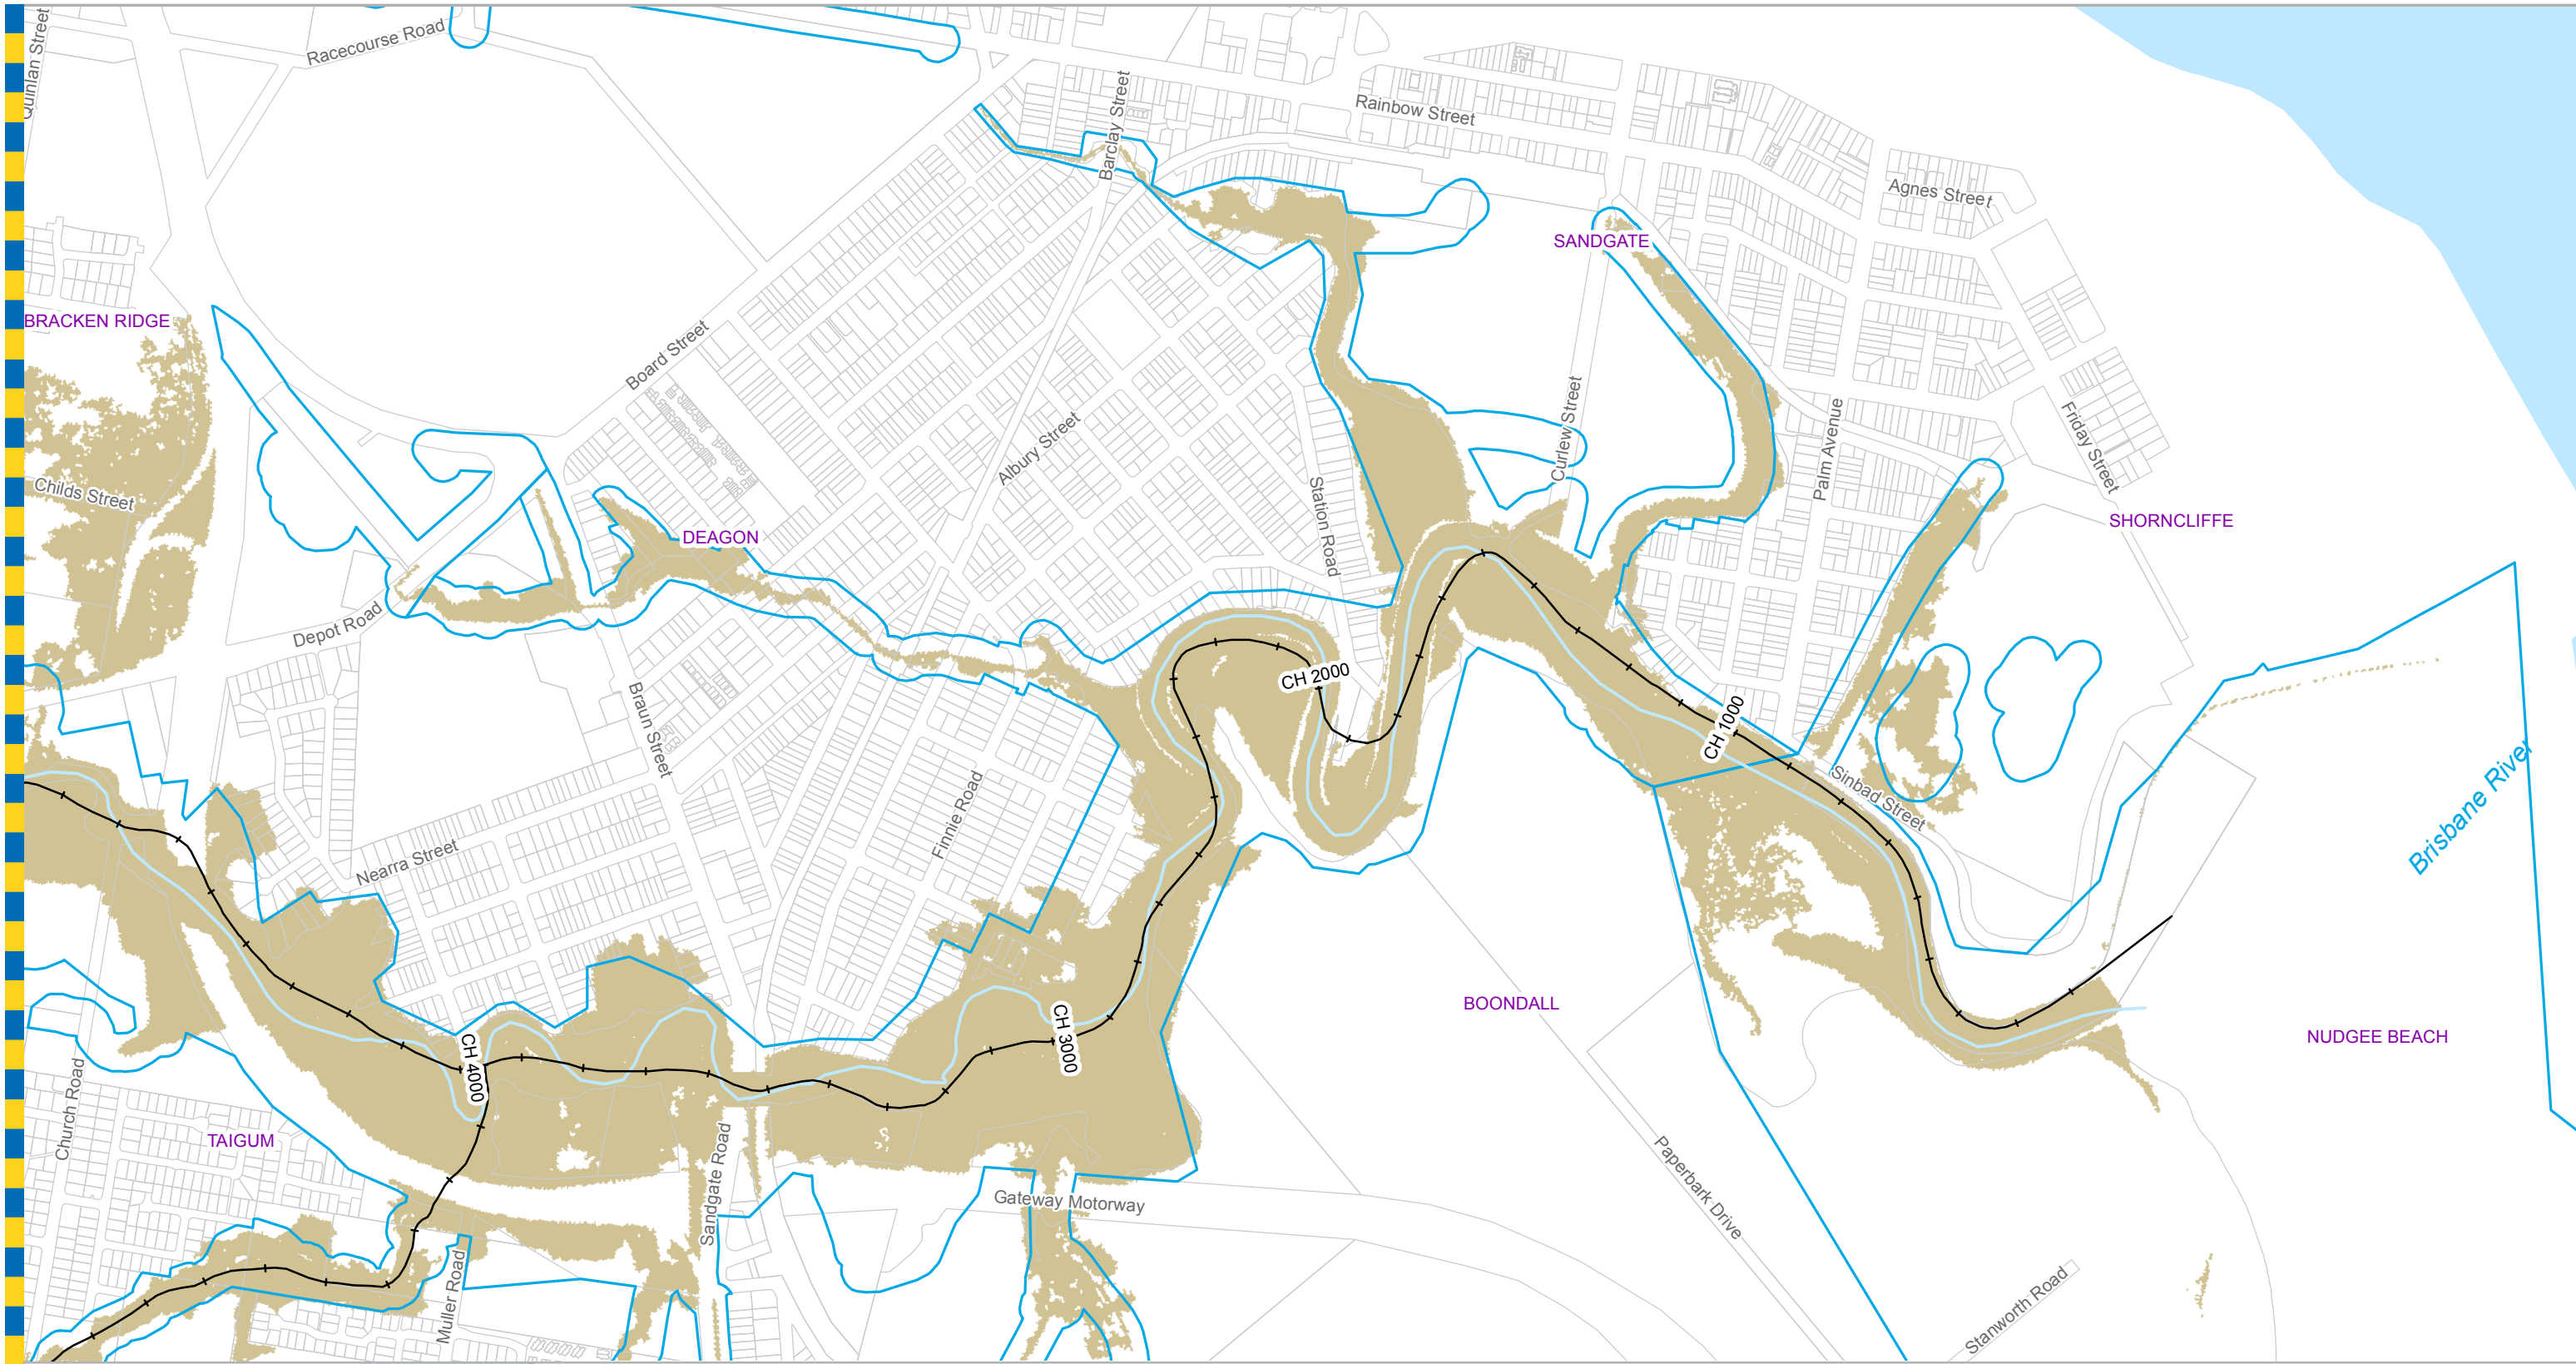 Quinlan Street
Racecourse Road
Barclay Street
Rainbow Street
Agnes Street
SANDGATE
BRACKEN RIDGE
Board Street
Albury Street
Curlew Street
Palm Avenue
Friday Street
Childs Street
Station Road
SHORNCLIFFE
DEAGON
Depot Road
Braun Street
CH 2000
CH 1000
Sinbad Street
Brisbane River
Finnie Road
Nearra Street
BOONDALL
NUDGEE BEACH
CH 3000
CH 4000
Church Road
TAIGUM
Sandgate Road
Gateway Motorway
Paperbark Drive
Muller Road
Stanworth Road